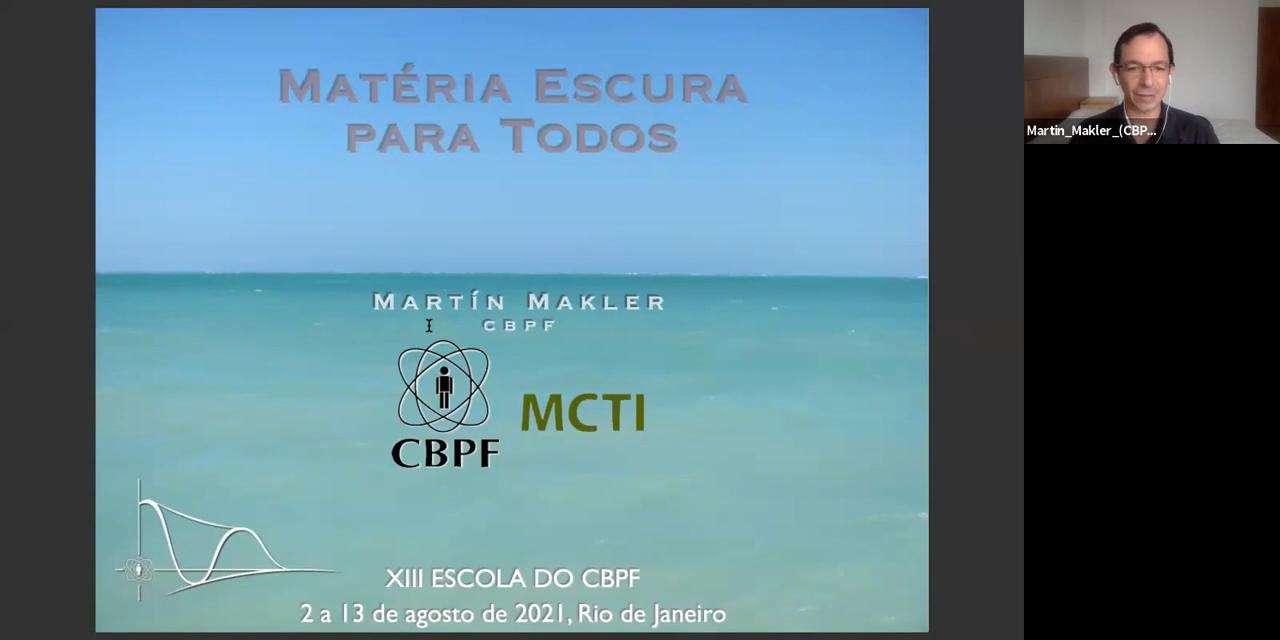 MATÉRIA ESCURA
PARA TODOS
MARTÍN MAKLER
CBPF
CBPF
MCTI
XIII ESCOLA DO CBPF
2 a 13 de agosto de 2021, Rio de Janeiro
Martin_Makler_(CBP...